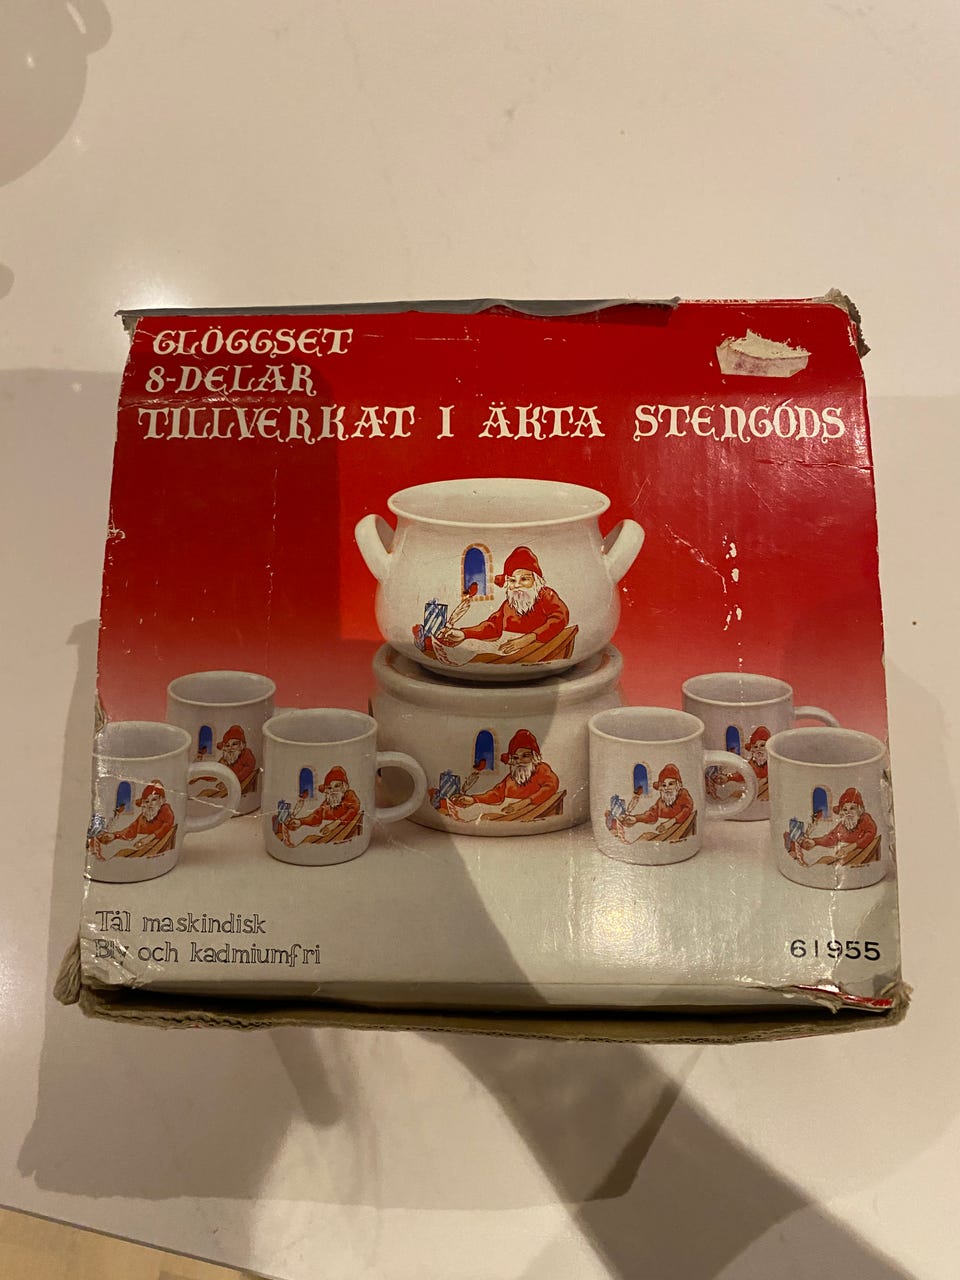 GLÖGGSET
8-DELAR
TILLVERKAT I ÄKTA STENGODS
Tål maskindisk
Bly och kadmiumfri
61955